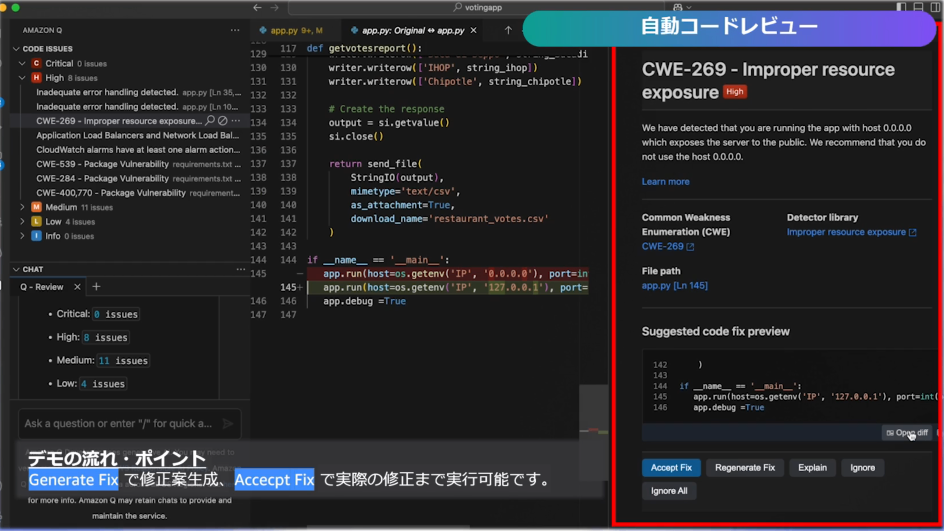 votingapp
自動コードレビュー
AMAZON Q
CODE ISSUES
Critical 0 issues
High 8 issues
Inadequate error handling detected. app.py [Ln 35,...
Inadequate error handling detected. app.py [Ln 10...
CWE-269 - Improper resource exposure...
Application Load Balancers and Network Load Bal...
CloudWatch alarms have at least one alarm action...
CWE-539 - Package Vulnerability requirements.txt ...
CWE-284 - Package Vulnerability requirements.txt ...
CWE-400,770 - Package Vulnerability requirement...
Medium 11 issues
Low 4 issues
Info 0 issues
CHAT
Q - Review
• Critical: 0 issues
• High: 8 issues
• Medium: 11 issues
• Low: 4 issues
Ask a question or enter "/" for quick a...
for more info. Amazon Q may retain chats to provide and
maintain the service.
app.py 9+, M
app.py: Original ↔ app.py
117 def getvotesreport():
130 130 writer.writerow(['IHOP', string_ihop])
131 131 writer.writerow(['Chipotle', string_chipotle])
132 132
133 133 # Create the response
134 134 output = si.getvalue()
135 135 si.close()
136 136
137 137 return send_file(
138 138 StringIO(output),
139 139 mimetype='text/csv',
140 140 as_attachment=True,
141 141 download_name='restaurant_votes.csv'
142 142 )
143 143
144 144 if __name__ == '__main__':
145 − app.run(host=os.getenv('IP', '0.0.0.0'), port=in
145+ app.run(host=os.getenv('IP', '127.0.0.1'), port=
146 146 app.debug =True
147 147
CWE-269 - Improper resource
exposure High
We have detected that you are running the app with host 0.0.0.0
which exposes the server to the public. We recommend that you do
not use the host 0.0.0.0.
Learn more
Common Weakness
Enumeration (CWE)
CWE-269
Detector library
Improper resource exposure
File path
app.py [Ln 145]
Suggested code fix preview
142 )
143
144 if __name__ == '__main__':
145 app.run(host=os.getenv('IP', '127.0.0.1'), port=int(
146 app.debug =True
Open diff
Accept Fix Regenerate Fix Explain Ignore
Ignore All
デモの流れ・ポイント
Generate Fix で修正案生成、Accecpt Fix で実際の修正まで実行可能です。